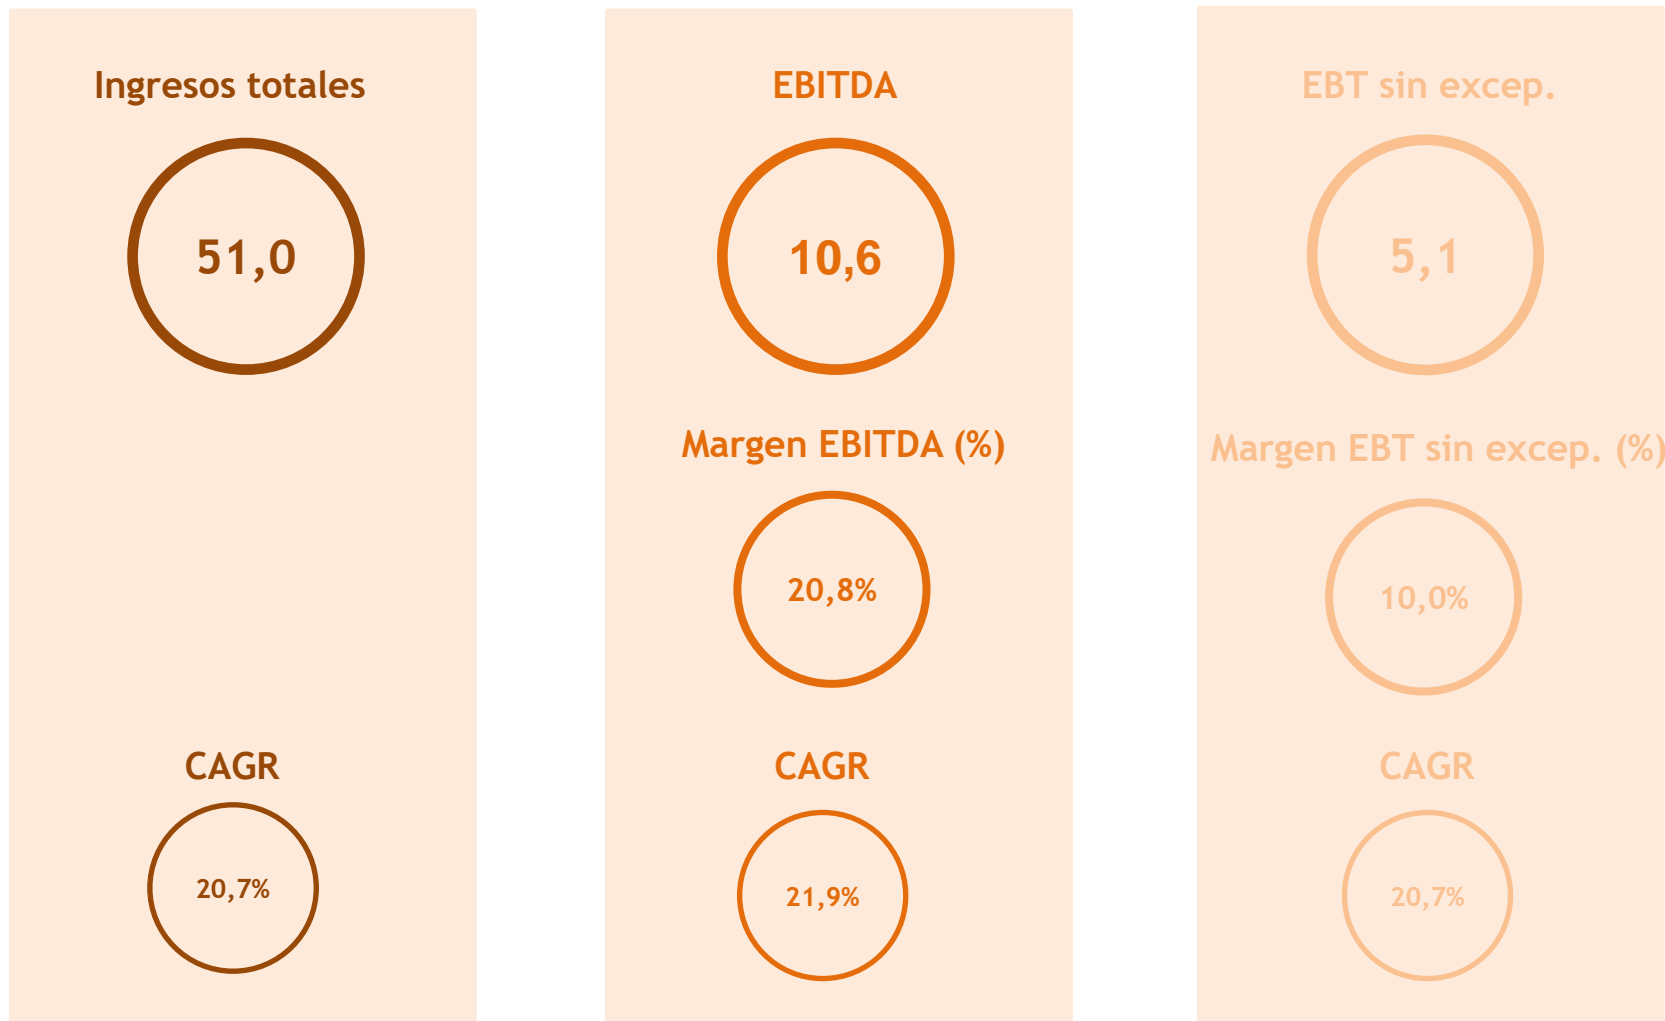 Ingresos totales
51,0
CAGR
20,7%
EBITDA
10,6
Margen EBITDA (%)
20,8%
CAGR
21,9%
EBT sin excep.
5,1
Margen EBT sin excep. (%)
10,0%
CAGR
20,7%